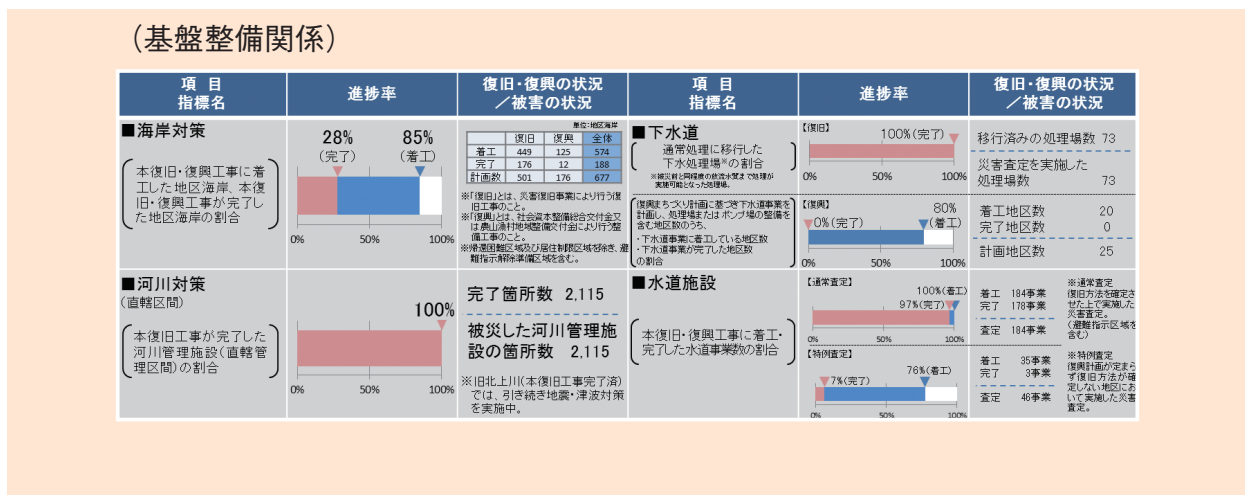 （基盤整備関係）
項 目
指標名
進捗率
復旧・復興の状況
／被害の状況
項 目
指標名
進捗率
復旧・復興の状況
／被害の状況
■海岸対策
本復旧・復興工事に着
工した地区海岸、本復
旧・復興工事が完了し
た地区海岸の割合
28%
(完了)
85%
(着工)
0% 50% 100%
単位:地区海岸
復旧 復興 全体
着工 449 125 574
完了 176 12 188
計画数 501 176 677
※「復旧」とは、災害復旧事業により行う復
旧工事のこと。
※「復興」とは、社会資本整備総合交付金又
は農山漁村地域整備交付金により行う整
備工事のこと。
※帰還困難区域及び居住制限区域を除き、避
難指示解除準備区域を含む。
■下水道
通常処理に移行した
下水処理場※の割合
※被災前と同程度の放流水質まで処理が
実施可能となった処理場。
【復旧】
100%(完了)
0% 50% 100%
移行済みの処理場数 73
災害査定を実施した
処理場数 73
復興まちづくり計画に基づき下水道事業を
計画し、処理場またはポンプ場の整備を
含む地区数のうち、
・下水道事業に着工している地区数
・下水道事業が完了した地区数
の割合
【復興】
0%(完了)
80%
(着工)
0% 50% 100%
着工地区数 20
完了地区数 0
計画地区数 25
■河川対策
(直轄区間)
本復旧工事が完了した
河川管理施設(直轄管
理区間)の割合
100%
0% 50% 100%
完了箇所数 2,115
被災した河川管理施
設の箇所数 2,115
※旧北上川(本復旧工事完了済)
では、引き続き地震・津波対策
を実施中。
■水道施設
本復旧・復興工事に着工・
完了した水道事業数の割合
【通常査定】
100%(着工)
97%(完了)
0% 50% 100%
着工 184事業
完了 178事業
査定 184事業
※通常査定
復旧方法を確定さ
せた上で実施した
災害査定。
(避難指示区域を
含む)
【特例査定】
7%(完了)
76%(着工)
0% 50% 100%
着工 35事業
完了 3事業
査定 46事業
※特例査定
復興計画が定まら
ず復旧方法が確
定しない地区にお
いて実施した災害
査定。